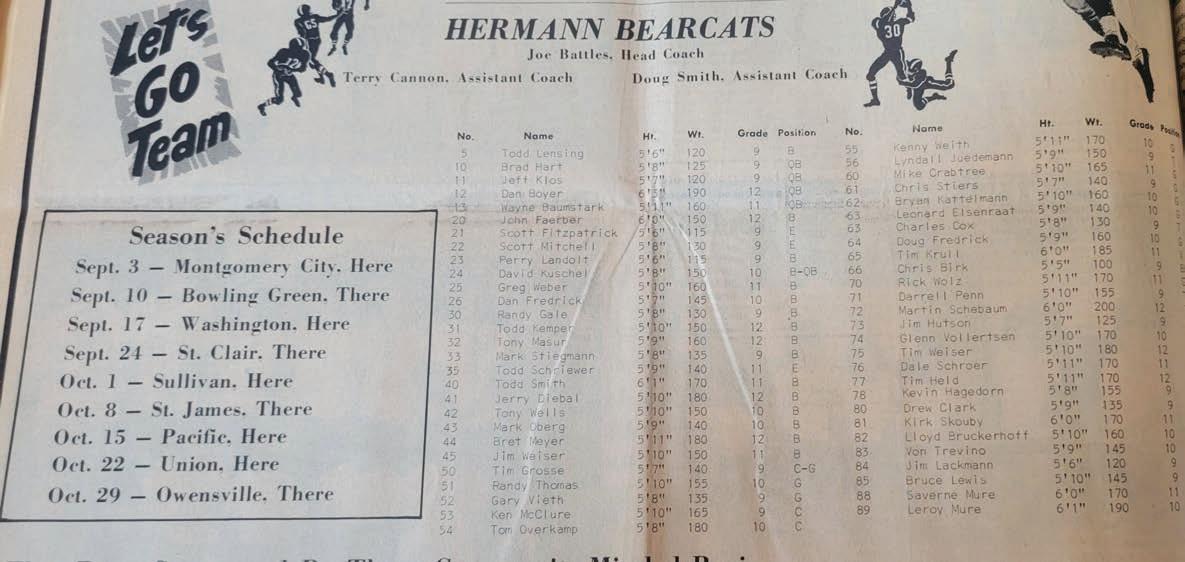 LET'S
GO
TEAM
HERMANN BEARCATS
Joe Battles, Head Coach
Terry Cannon, Assistant Coach Doug Smith, Assistant Coach
Season's Schedule
Sept. 3 — Montgomery City, Here
Sept. 10 — Bowling Green, There
Sept. 17 — Washington, Here
Sept. 24 — St. Clair, There
Oct. 1 — Sullivan, Here
Oct. 8 — St. James, There
Oct. 15 — Pacific, Here
Oct. 22 — Union, Here
Oct. 29 — Owensville, There
No. Name Ht. Wt. Grade Position
5 Todd Lensing 5'6" 120 9 B
10 Brad Hart 5'8" 125 9 QB
11 Jeff Klos 5'7" 120 9 QB
12 Dan Boyer 6'3" 190 12 QB
13 Wayne Baumstark 5'11" 160 11 QB
20 John Faerber 6'0" 150 12 B
21 Scott Fitzpatrick 5'6" 115 9 E
22 Scott Mitchell 5'8" 130 9 E
23 Perry Landolt 5'6" 115 9 B
24 David Kuschel 5'8" 150 10 B-QB
25 Greg Weber 5'10" 160 11 B
26 Dan Fredrick 5'7" 145 10 B
30 Randy Gale 5'8" 130 9 B
31 Todd Kemper 5'10" 150 12 B
32 Tony Masur 5'9" 160 12 B
33 Mark Stiegmann 5'8" 135 9 B
35 Todd Schriewer 5'9" 140 11 E
40 Todd Smith 6'1" 170 11 B
41 Jerry Diebal 5'10" 180 12 B
42 Tony Wells 5'10" 150 10 B
43 Mark Oberg 5'9" 140 10 B
44 Bret Meyer 5'11" 180 12 B
45 Jim Weiser 5'10" 150 11 B
50 Tim Grosse 5'7" 140 9 C-G
51 Randy Thomas 5'10" 155 10 G
52 Gary Vieth 5'8" 135 9 G
53 Ken McClure 5'10" 165 9 C
54 Tom Overkamp 5'8" 180 10 C
No. Name Ht. Wt. Grade
55 Kenny Weith 5'11" 170 10
56 Lyndall Juedemann 5'9" 150 9
60 Mike Crabtree 5'10" 165 11
61 Chris Stiers 5'7" 140 9
62 Bryan Kattelmann 5'10" 160 10
63 Leonard Elsenraat 5'9" 140 10
63 Charles Cox 5'8" 130 9
64 Doug Fredrick 5'9" 160 10
65 Tim Krull 6'0" 185 11
66 Chris Birk 5'5" 100 9
70 Rick Wolz 5'11" 170 11
71 Darrell Penn 5'10" 155 9
72 Martin Schebaum 6'0" 200 12
73 Jim Hutson 5'7" 125 9
74 Glenn Vollertsen 5'10" 170 10
75 Tim Weiser 5'10" 180 12
76 Dale Schroer 5'11" 170 11
77 Tim Held 5'11" 170 12
78 Kevin Hagedorn 5'8" 155 9
80 Drew Clark 5'9" 135 9
81 Kirk Skouby 6'0" 170 11
82 Lloyd Bruckerhoff 5'10" 160 10
83 Von Trevino 5'9" 145 10
84 Jim Lackmann 5'6" 120 9
85 Bruce Lewis 5'10" 145 9
88 Saverne Mure 6'0" 170 11
89 Leroy Mure 6'1" 190 10